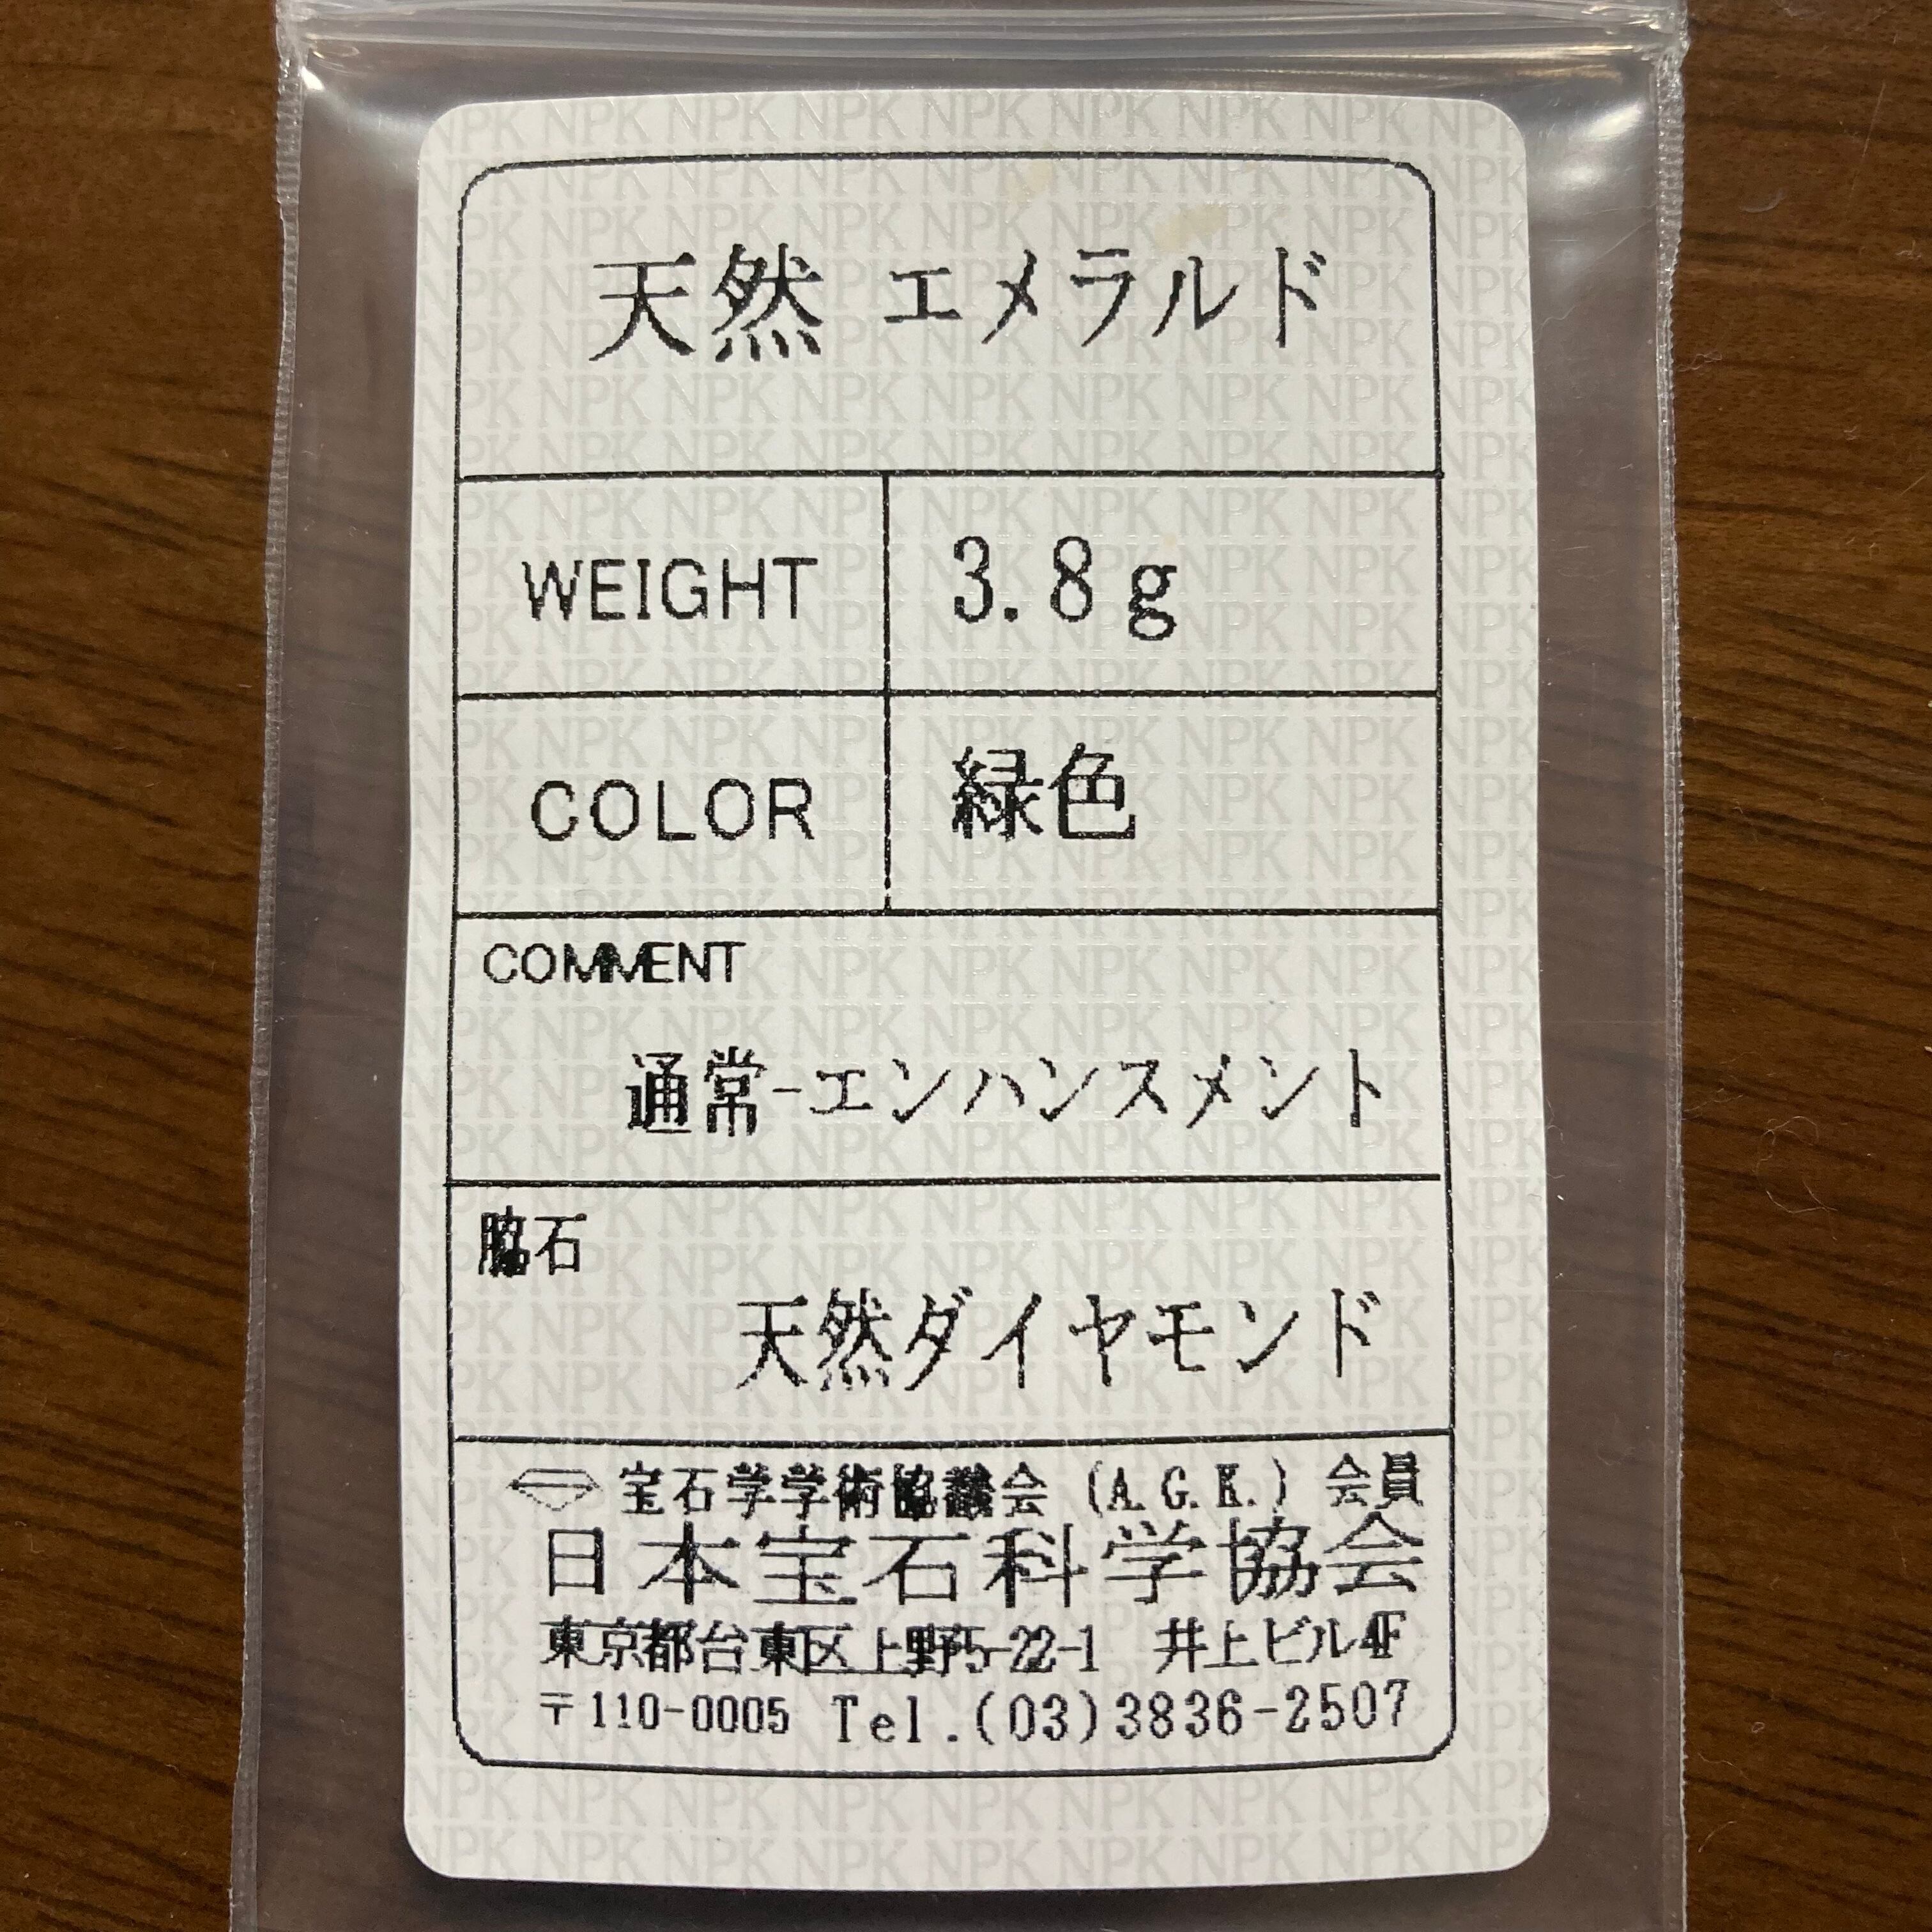 天然 エメラルド
WEIGHT 3.8g
COLOR 緑色
COMMENT
通常-エンハンスメント
脇石
天然ダイヤモンド
宝石学学術協議会 (A.G.K.) 会員
日本宝石科学協会
東京都台東区上野5-22-1 井上ビル4F
〒110-0005 Tel.(03)3836-2507